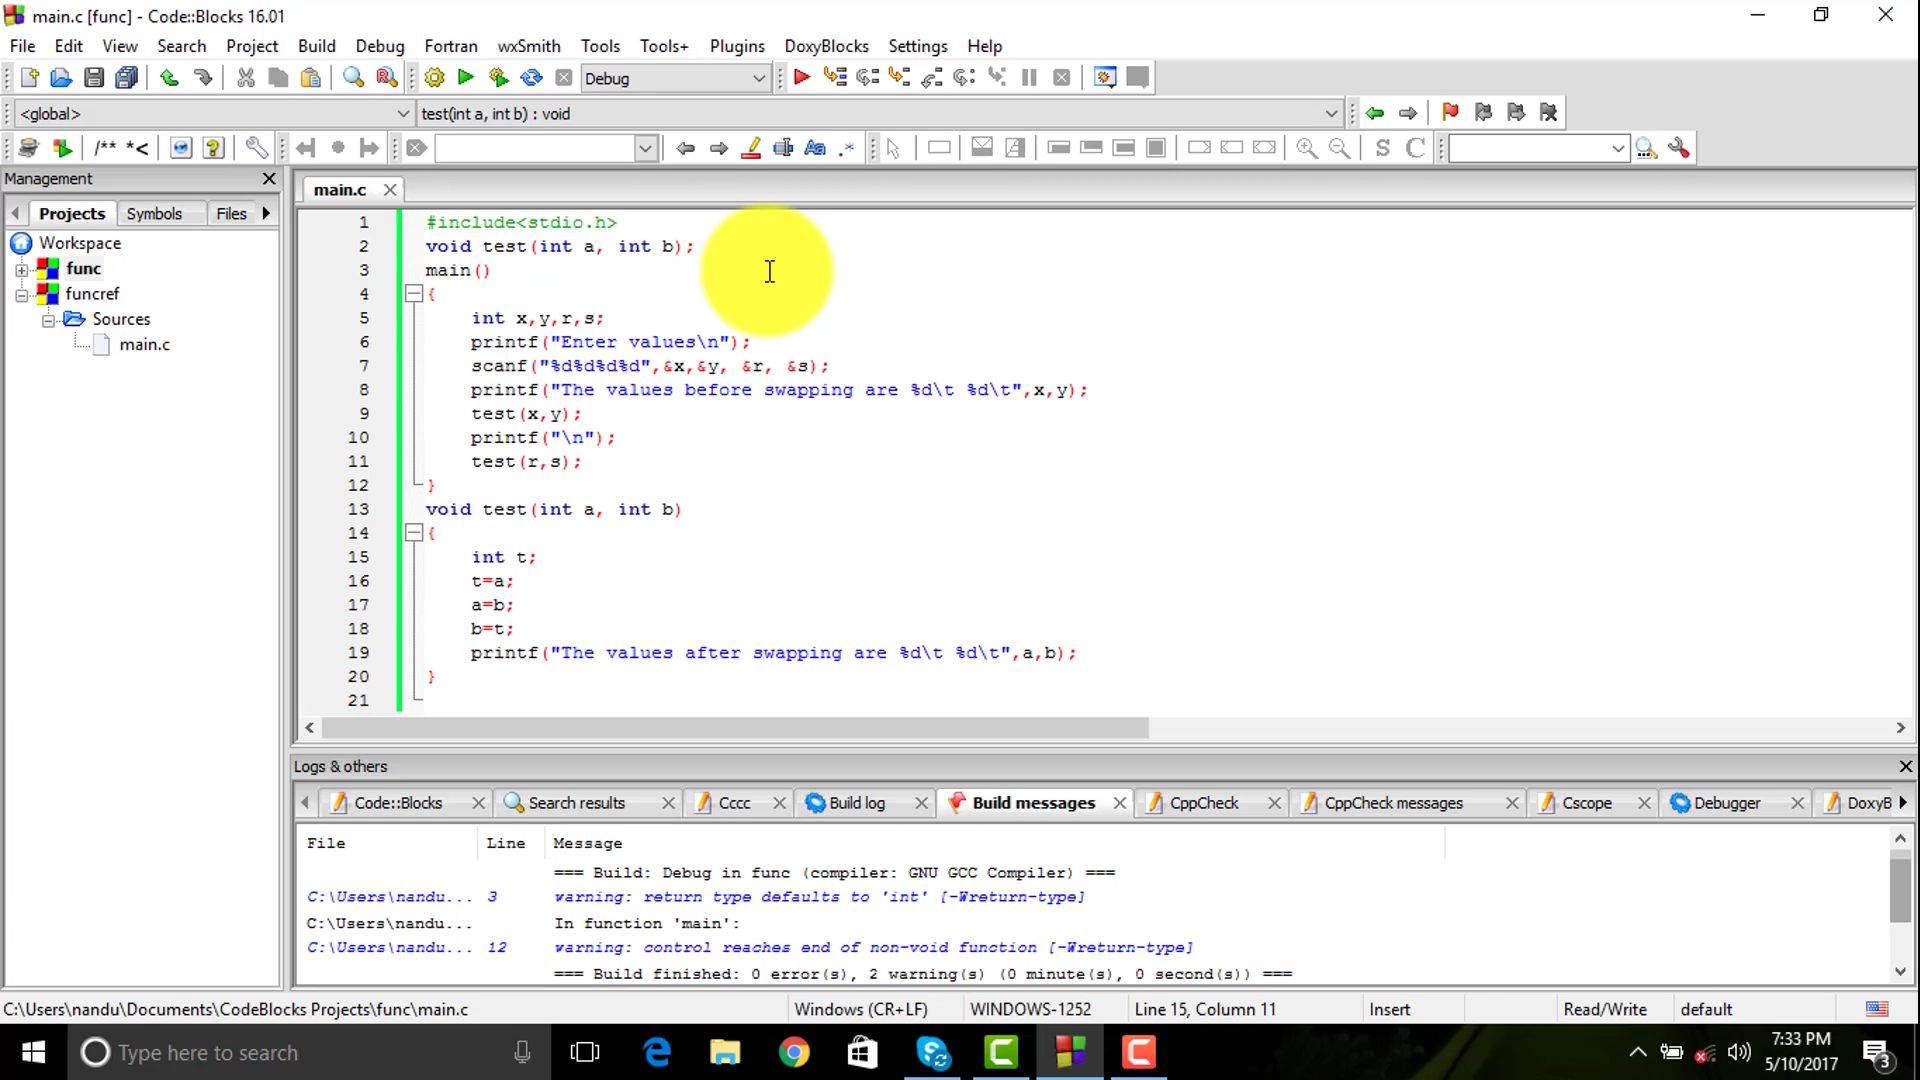 main.c [func] - Code::Blocks 16.01
File Edit View Search Project Build Debug Fortran wxSmith Tools Tools+ Plugins DoxyBlocks Settings Help
Debug
<global> test(int a, int b) : void
/** *<
Management
main.c
Projects Symbols Files
Workspace
func
funcref
Sources
main.c
1 #include<stdio.h>
2 void test(int a, int b);
3 main()
4 {
5 int x,y,r,s;
6 printf("Enter values\n");
7 scanf("%d%d%d%d",&x,&y, &r, &s);
8 printf("The values before swapping are %d\t %d\t",x,y);
9 test(x,y);
10 printf("\n");
11 test(r,s);
12 }
13 void test(int a, int b)
14 {
15 int t;
16 t=a;
17 a=b;
18 b=t;
19 printf("The values after swapping are %d\t %d\t",a,b);
20 }
21
Logs & others
Code::Blocks Search results Cccc Build log Build messages CppCheck CppCheck messages Cscope Debugger DoxyB
File Line Message
=== Build: Debug in func (compiler: GNU GCC Compiler) ===
C:\Users\nandu... 3 warning: return type defaults to 'int' [-Wreturn-type]
C:\Users\nandu... In function 'main':
C:\Users\nandu... 12 warning: control reaches end of non-void function [-Wreturn-type]
=== Build finished: 0 error(s), 2 warning(s) (0 minute(s), 0 second(s)) ===
C:\Users\nandu\Documents\CodeBlocks Projects\func\main.c Windows (CR+LF) WINDOWS-1252 Line 15, Column 11 Insert Read/Write default
Type here to search
7:33 PM
5/10/2017
3